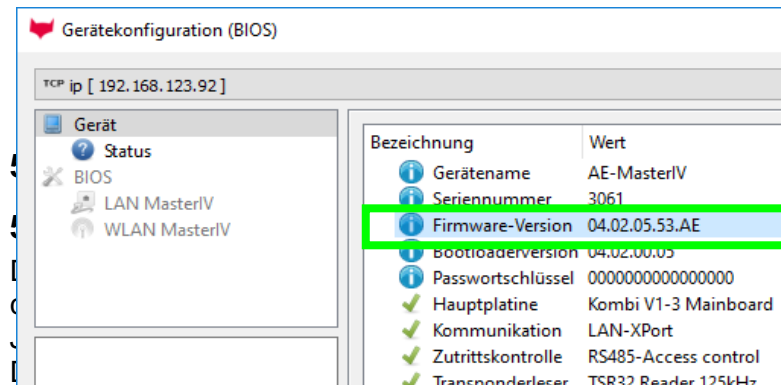 Gerätekonfiguration (BIOS)
TCP ip [ 192.168.123.92 ]
Gerät
Status
BIOS
LAN MasterIV
WLAN MasterIV
Bezeichnung Wert
Gerätename AE-MasterIV
Seriennummer 3061
Firmware-Version 04.02.05.53.AE
Bootloaderversion 04.02.00.05
Passwortschlüssel 0000000000000000
Hauptplatine Kombi V1-3 Mainboard
Kommunikation LAN-XPort
Zutrittskontrolle RS485-Access control
Transponderleser TSR32 Reader 125kHz